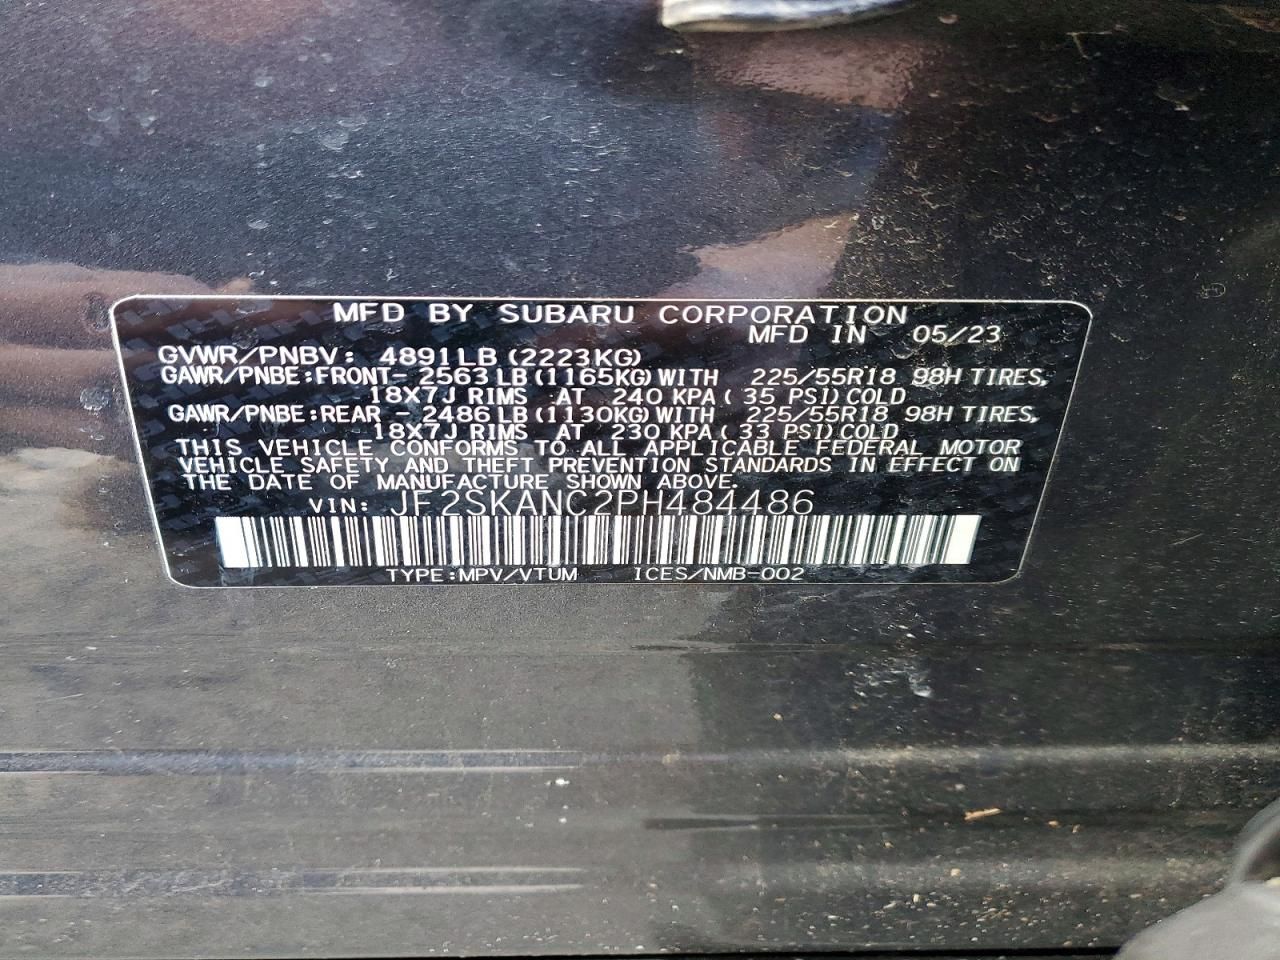 MFD BY SUBARU CORPORATION
MFD IN 05/23
GVWR/PNBV: 4891LB (2223KG)
GAWR/PNBE:FRONT- 2563LB(1165KG)WITH 225/55R18 98H TIRES,
18X7J RIMS AT 240 KPA( 35 PSI)COLD
GAWR/PNBE:REAR - 2486LB(1130KG)WITH 225/55R18 98H TIRES,
18X7J RIMS AT 230 KPA( 33 PSI)COLD
THIS VEHICLE CONFORMS TO ALL APPLICABLE FEDERAL MOTOR
VEHICLE SAFETY AND THEFT PREVENTION STANDARDS IN EFFECT ON
THE DATE OF MANUFACTURE SHOWN ABOVE.
VIN: JF2SKANC2PH484486
TYPE:MPV/VTUM ICES/NMB-002